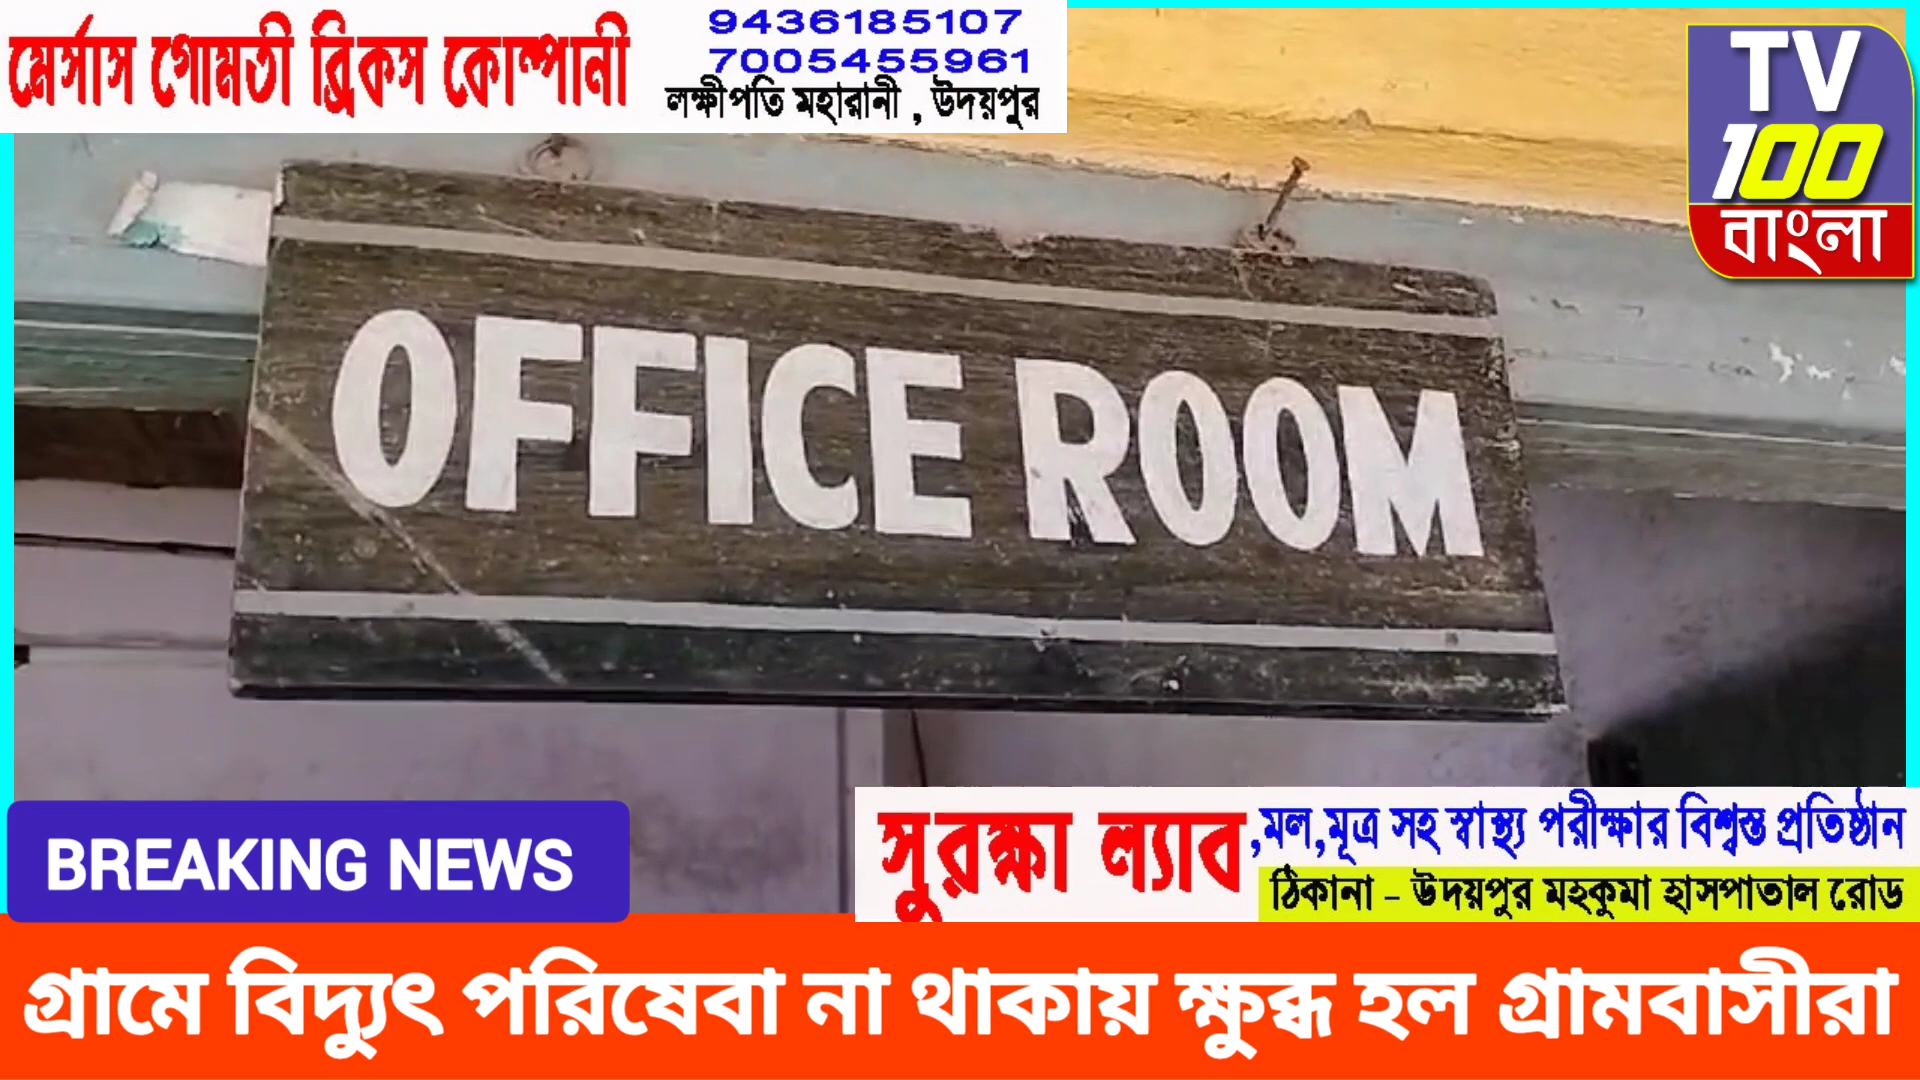 মের্সাস গোমতী ব্রিকস কোম্পানী
9436185107
7005455961
লক্ষীপতি মহারানী , উদয়পুর
TV
100
বাংলা
OFFICE ROOM
BREAKING NEWS
সুরক্ষা ল্যাব
,মল,মূত্র সহ স্বাস্থ্য পরীক্ষার বিশ্বস্ত প্রতিষ্ঠান
ঠিকানা - উদয়পুর মহকুমা হাসপাতাল রোড
গ্রামে বিদ্যুৎ পরিষেবা না থাকায় ক্ষুব্ধ হল গ্রামবাসীরা